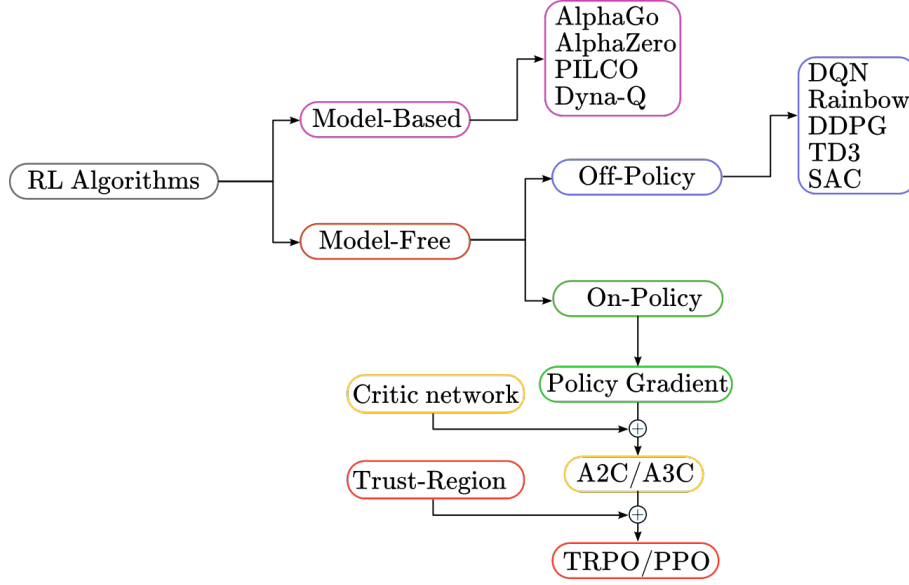 AlphaGo
AlphaZero
PILCO
Dyna-Q
DQN
Rainbow
DDPG
TD3
SAC
Model-Based
RL Algorithms
Off-Policy
Model-Free
On-Policy
Policy Gradient
Critic network
A2C/A3C
Trust-Region
TRPO/PPO